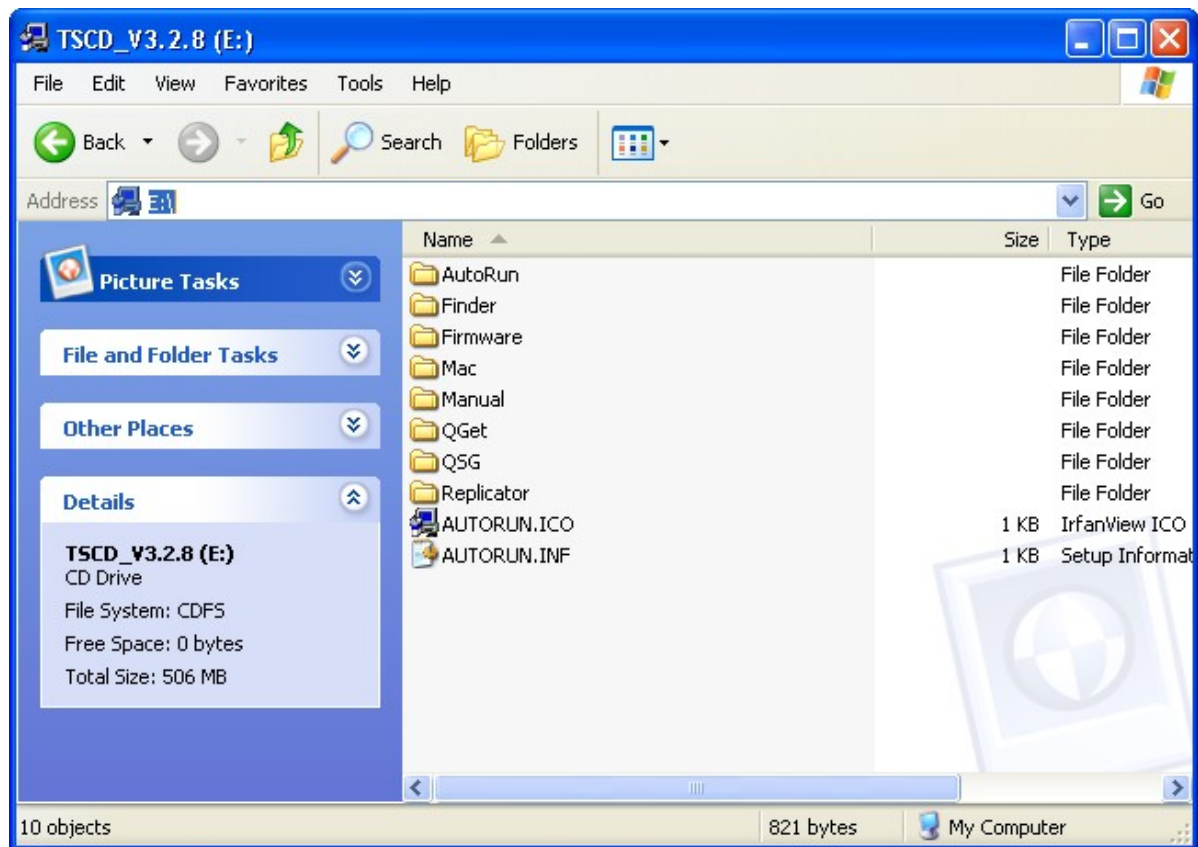 TSCD_V3.2.8 (E:)
File Edit View Favorites Tools Help
Back Search Folders
Address E:\ Go
Picture Tasks
File and Folder Tasks
Other Places
Details
TSCD_V3.2.8 (E:)
CD Drive
File System: CDFS
Free Space: 0 bytes
Total Size: 506 MB
Name Size Type
AutoRun File Folder
Finder File Folder
Firmware File Folder
Mac File Folder
Manual File Folder
QGet File Folder
QSG File Folder
Replicator File Folder
AUTORUN.ICO 1 KB IrfanView ICO
AUTORUN.INF 1 KB Setup Informat
10 objects 821 bytes My Computer